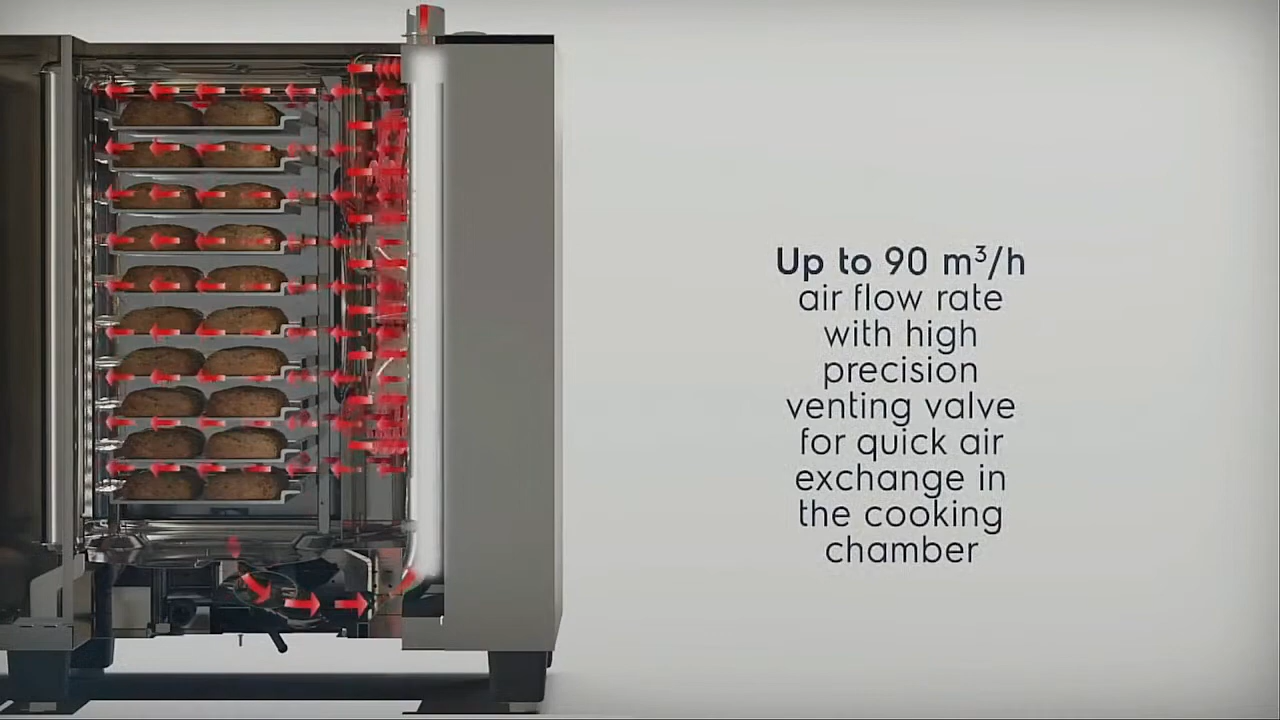 Up to 90 m³/h
air flow rate
with high
precision
venting valve
for quick air
exchange in
the cooking
chamber